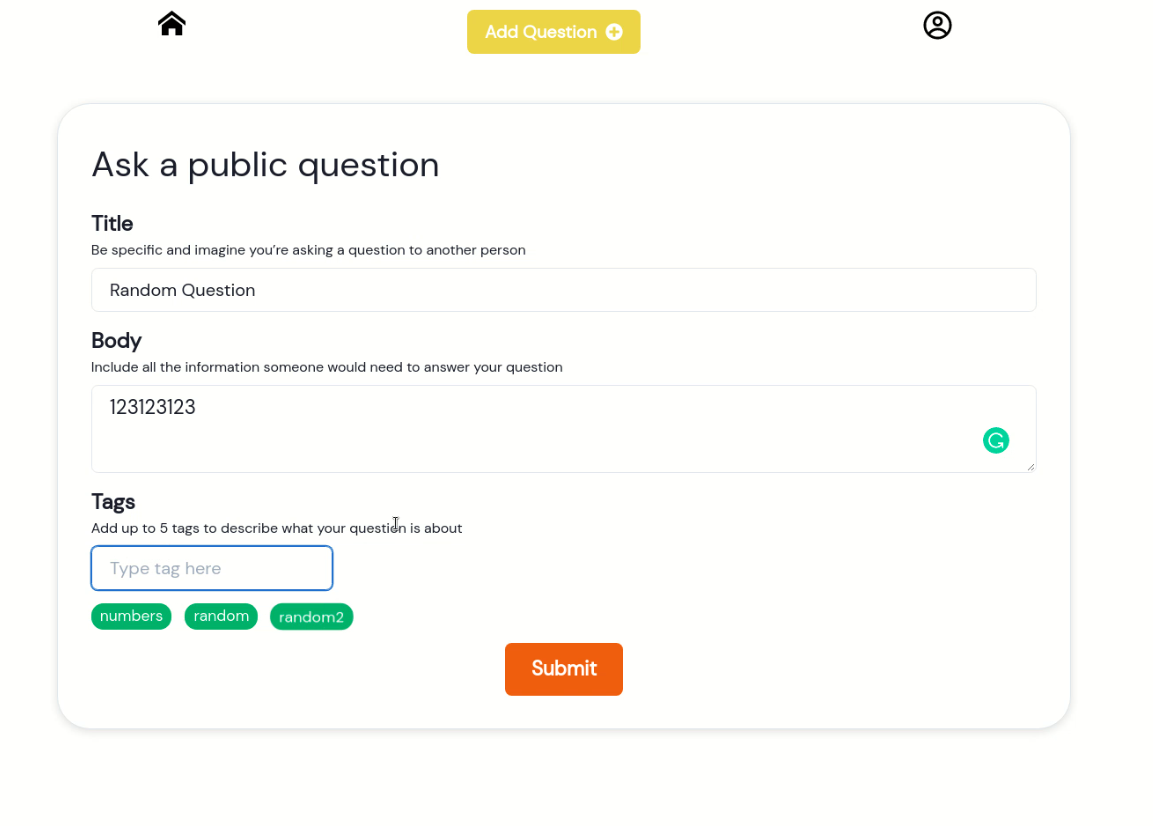 Add Question
Ask a public question
Title
Be specific and imagine you’re asking a question to another person
Random Question
Body
Include all the information someone would need to answer your question
123123123
Tags
Add up to 5 tags to describe what your question is about
Type tag here
numbers random random2
Submit